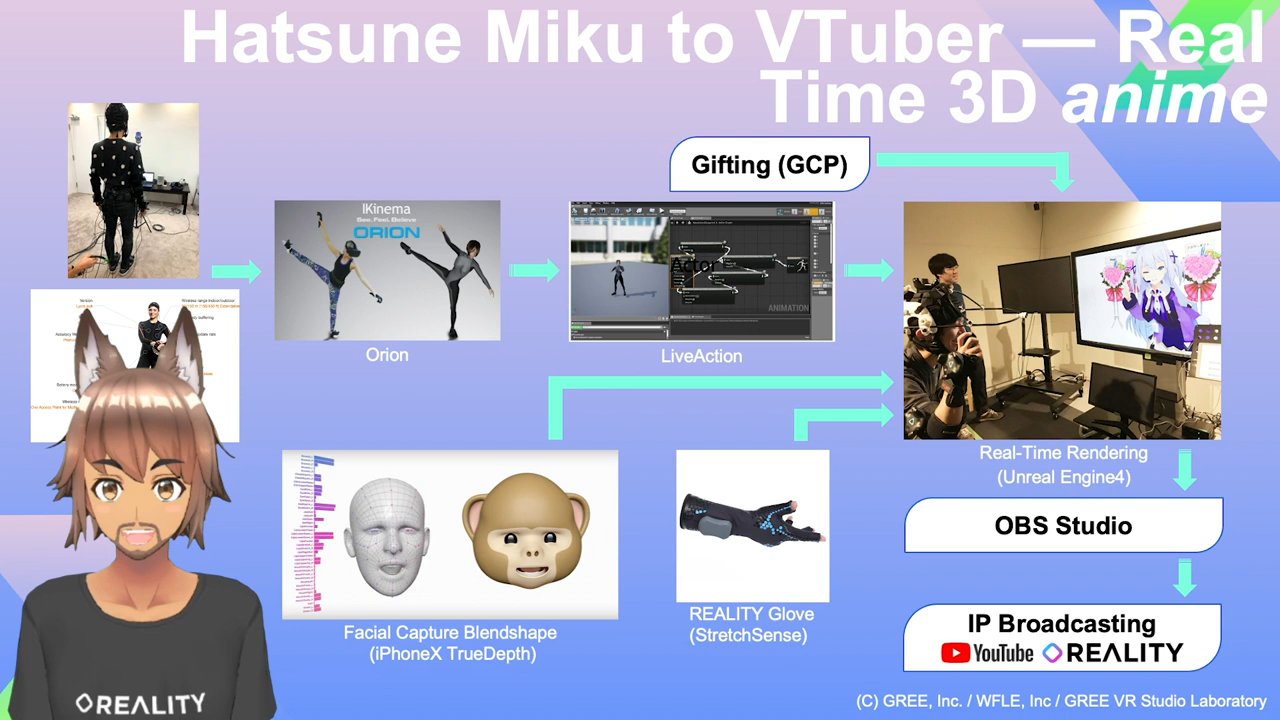 Hatsune Miku to VTuber — Real
Time 3D anime
Gifting (GCP)
IKinema
See. Feel. Believe
ORION
Orion
ANIMATION
LiveAction
Real-Time Rendering
(Unreal Engine4)
OBS Studio
Facial Capture Blendshape
(iPhoneX TrueDepth)
REALITY Glove
(StretchSense)
IP Broadcasting
YouTube REALITY
REALITY
(C) GREE, Inc. / WFLE, Inc / GREE VR Studio Laboratory